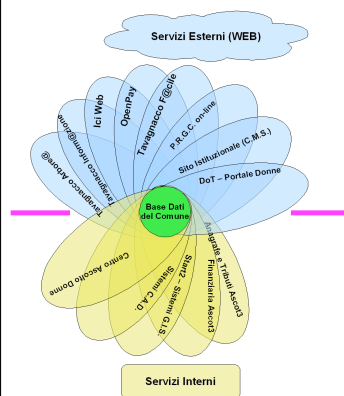 Servizi Esterni (WEB)
Tavagnacco Arbore@
Tavagnacco Inform@zione
Ici Web
OpenPay
Tavagnacco F@cile
P.R.G.C. on-line
Sito Istituzionale (C.M.S.)
DoT – Portale Donne
Base Dati
del Comune
Centro Ascolto Donne
Sistemi C.A.D.
Start2 – Sistemi G.I.S.
Finanziaria Ascot3
Anagrafe e Tributi Ascot3
Servizi Interni